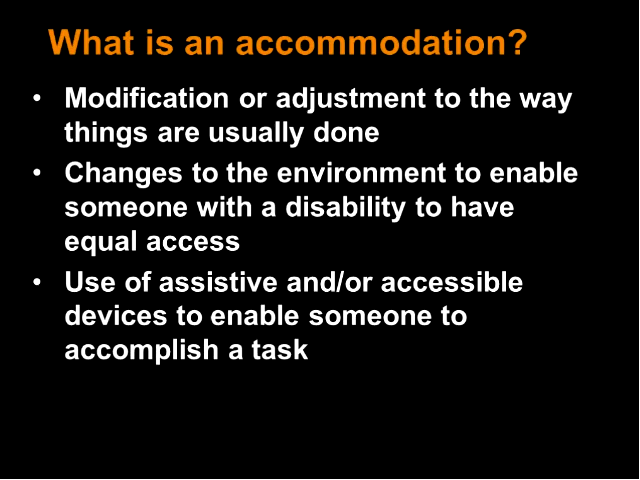 What is an accommodation?
• Modification or adjustment to the way
things are usually done
• Changes to the environment to enable
someone with a disability to have
equal access
• Use of assistive and/or accessible
devices to enable someone to
accomplish a task